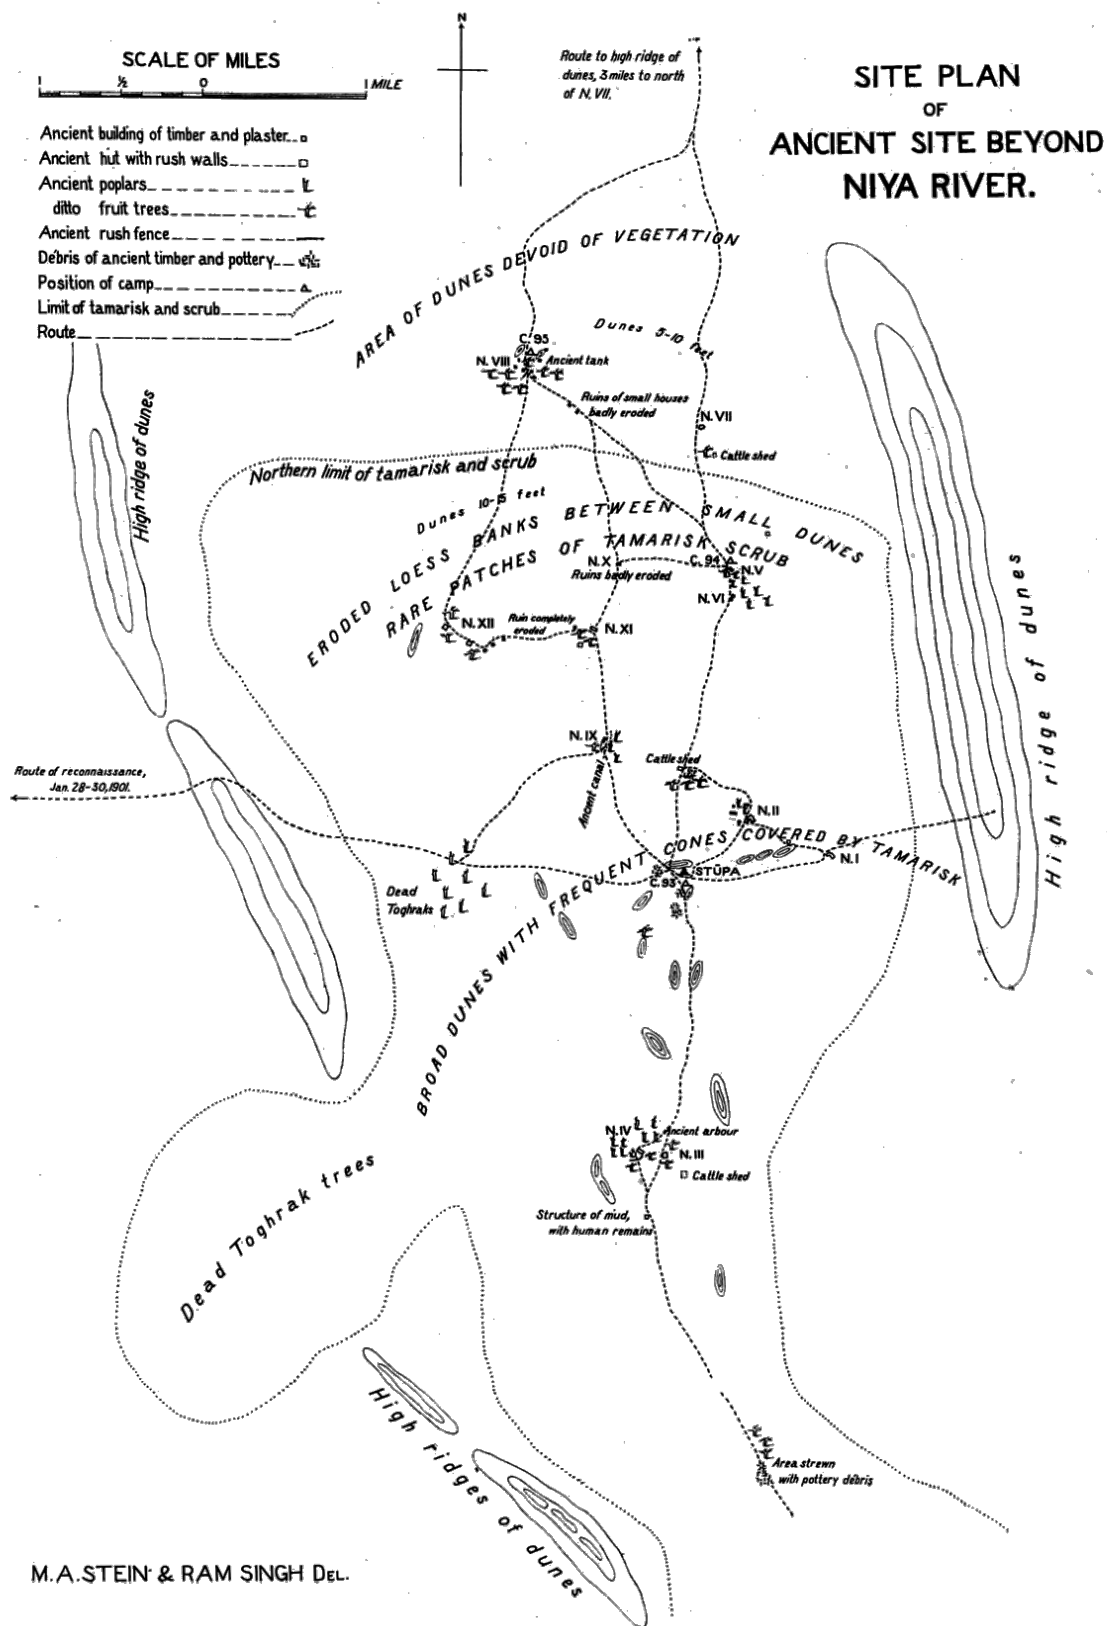 SCALE OF MILES
1 ½ 0 1 MILE
Ancient building of timber and plaster
Ancient hut with rush walls
Ancient poplars
ditto fruit trees
Ancient rush fence
Débris of ancient timber and pottery
Position of camp
Limit of tamarisk and scrub
Route
N
Route to high ridge of
dunes, 3 miles to north
of N. VII.
SITE PLAN
OF
ANCIENT SITE BEYOND
NIYA RIVER.
AREA OF DUNES DEVOID OF VEGETATION
Dunes 5-10 feet
C. 95
N. VIII
Ancient tank
Ruins of small houses
badly eroded
N. VII
Cattle shed
High ridge of dunes
Northern limit of tamarisk and scrub
Dunes 10-15 feet
ERODED LOESS BANKS BETWEEN SMALL DUNES
RARE PATCHES OF TAMARISK SCRUB
N. X
Ruins badly eroded
C. 94
N. V
N. VI
N. XII
Ruin completely
eroded
N. XI
High ridge of dunes
N. IX
Ancient canal
Cattle shed
Route of reconnaissance,
Jan. 28-30, 1901.
N. II
N. I
STŪPA
C. 93
Dead
Toghraks
BROAD DUNES WITH FREQUENT CONES COVERED BY TAMARISK
N. IV
Ancient arbour
N. III
Cattle shed
Structure of mud,
with human remains
Dead Toghrak trees
High ridges of dunes
Area strewn
with pottery débris
M. A. STEIN & RAM SINGH DEL.